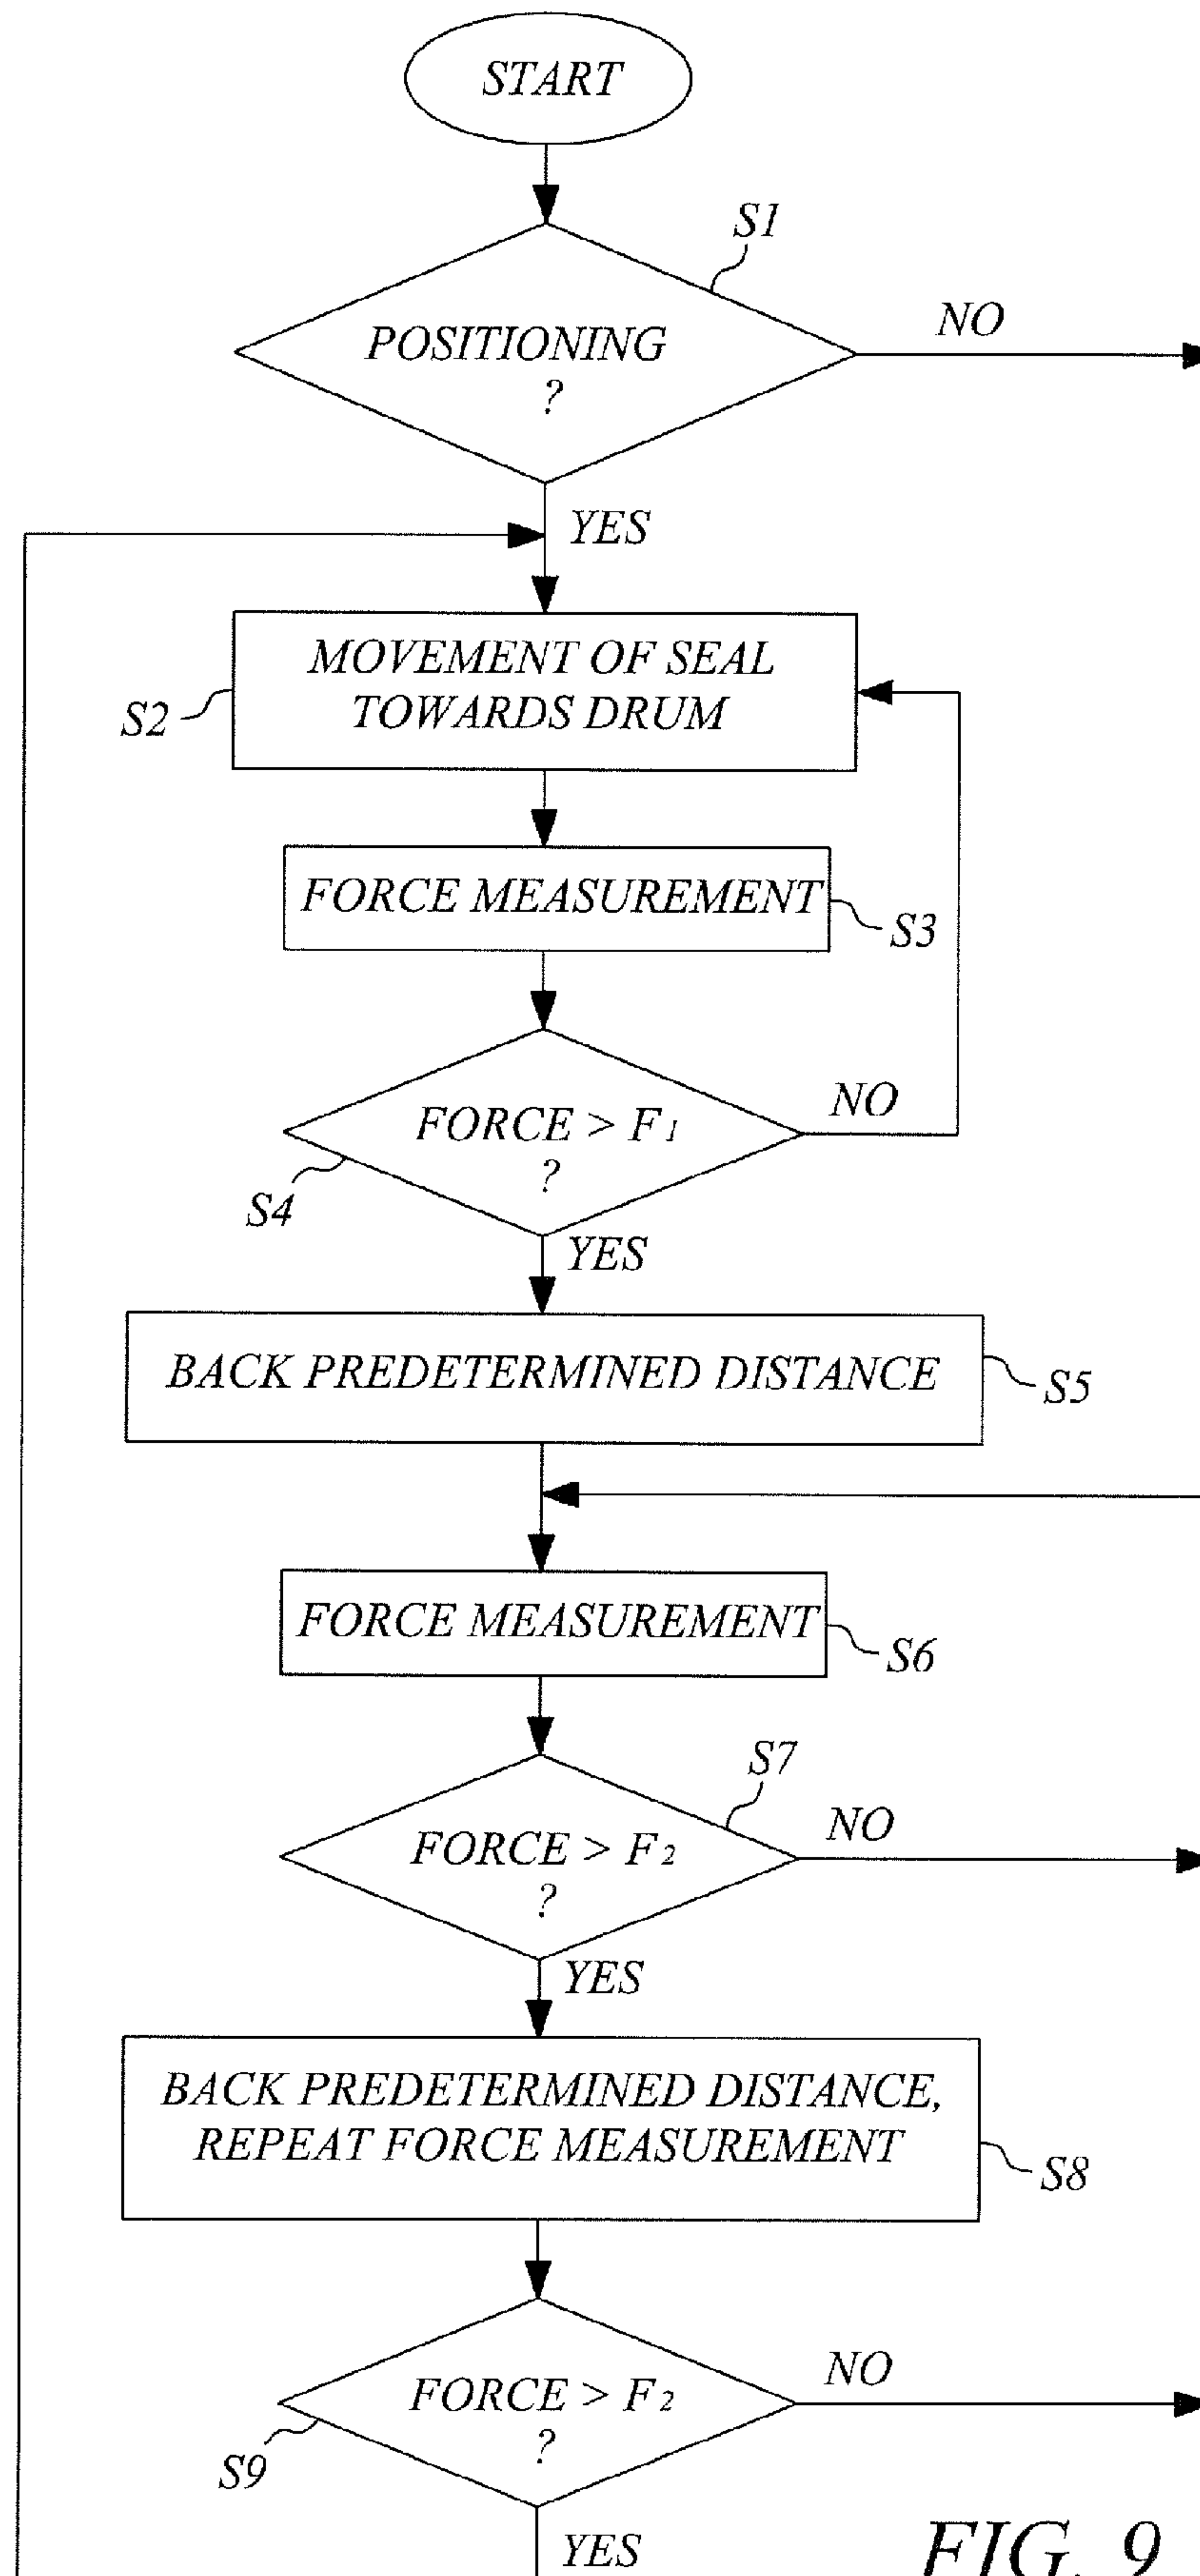 START
S1
POSITIONING
?
NO
YES
MOVEMENT OF SEAL
TOWARDS DRUM
S2
FORCE MEASUREMENT
S3
FORCE > F1
?
NO
S4
YES
BACK PREDETERMINED DISTANCE
S5
FORCE MEASUREMENT
S6
S7
FORCE > F2
?
NO
YES
BACK PREDETERMINED DISTANCE,
REPEAT FORCE MEASUREMENT
S8
FORCE > F2
?
NO
S9
YES
FIG. 9